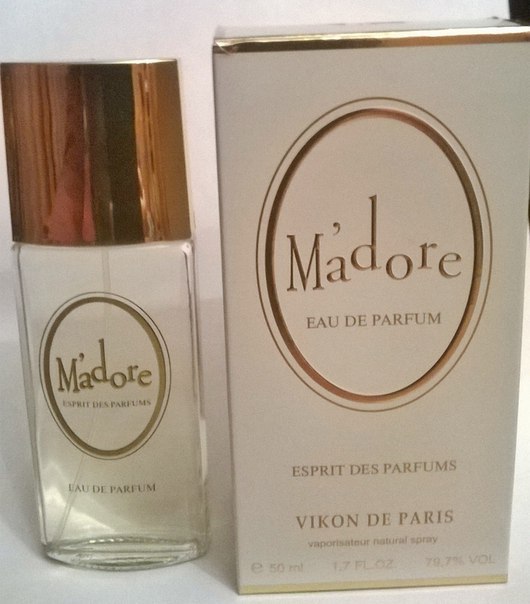 M'adore
ESPRIT DES PARFUMS
EAU DE PARFUM
M'adore
EAU DE PARFUM
ESPRIT DES PARFUMS
VIKON DE PARIS
vaporisateur natural spray
℮ 50 ml 1.7 FL.OZ 79,7% VOL